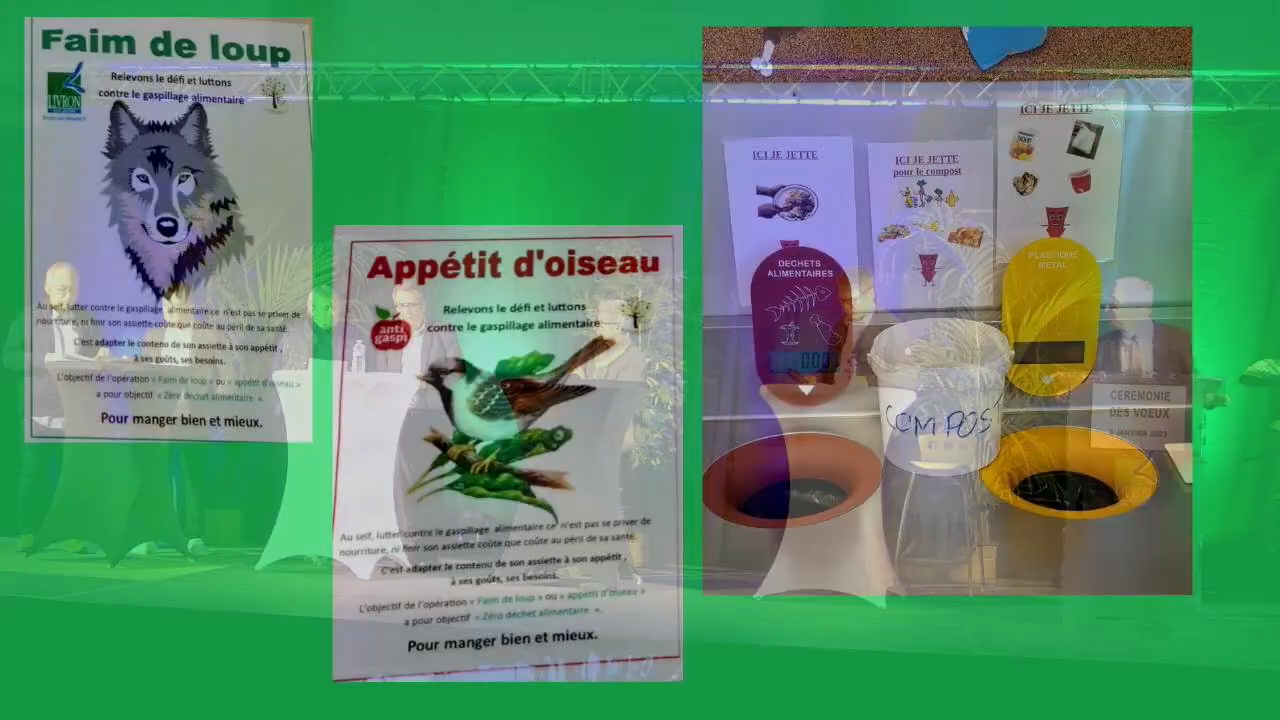 Faim de loup
Relevons le défi et luttons
contre le gaspillage alimentaire
LIVRON
Au self, lutter contre le gaspillage alimentaire ce n'est pas se priver de
nourriture, ni finir son assiette coûte que coûte au péril de sa santé.
C'est adapter le contenu de son assiette à son appétit ,
à ses goûts, ses besoins.
L'objectif de l'opération « Faim de loup » ou « appétit d'oiseau »
a pour objectif « Zéro déchet alimentaire ».
Pour manger bien et mieux.
Appétit d'oiseau
Relevons le défi et luttons
contre le gaspillage alimentaire
anti
gaspi
Au self, lutter contre le gaspillage alimentaire ce n'est pas se priver de
nourriture, ni finir son assiette coûte que coûte au péril de sa santé.
C'est adapter le contenu de son assiette à son appétit ,
à ses goûts, ses besoins.
L'objectif de l'opération « Faim de loup » ou « appétit d'oiseau »
a pour objectif « Zéro déchet alimentaire ».
Pour manger bien et mieux.
ICI JE JETTE
ICI JE JETTE
pour le compost
ICI JE JETTE
DECHETS
ALIMENTAIRES
000
PLASTIQUE
METAL
COMPOST
CEREMONIE
DES VOEUX
JANVIER 2023